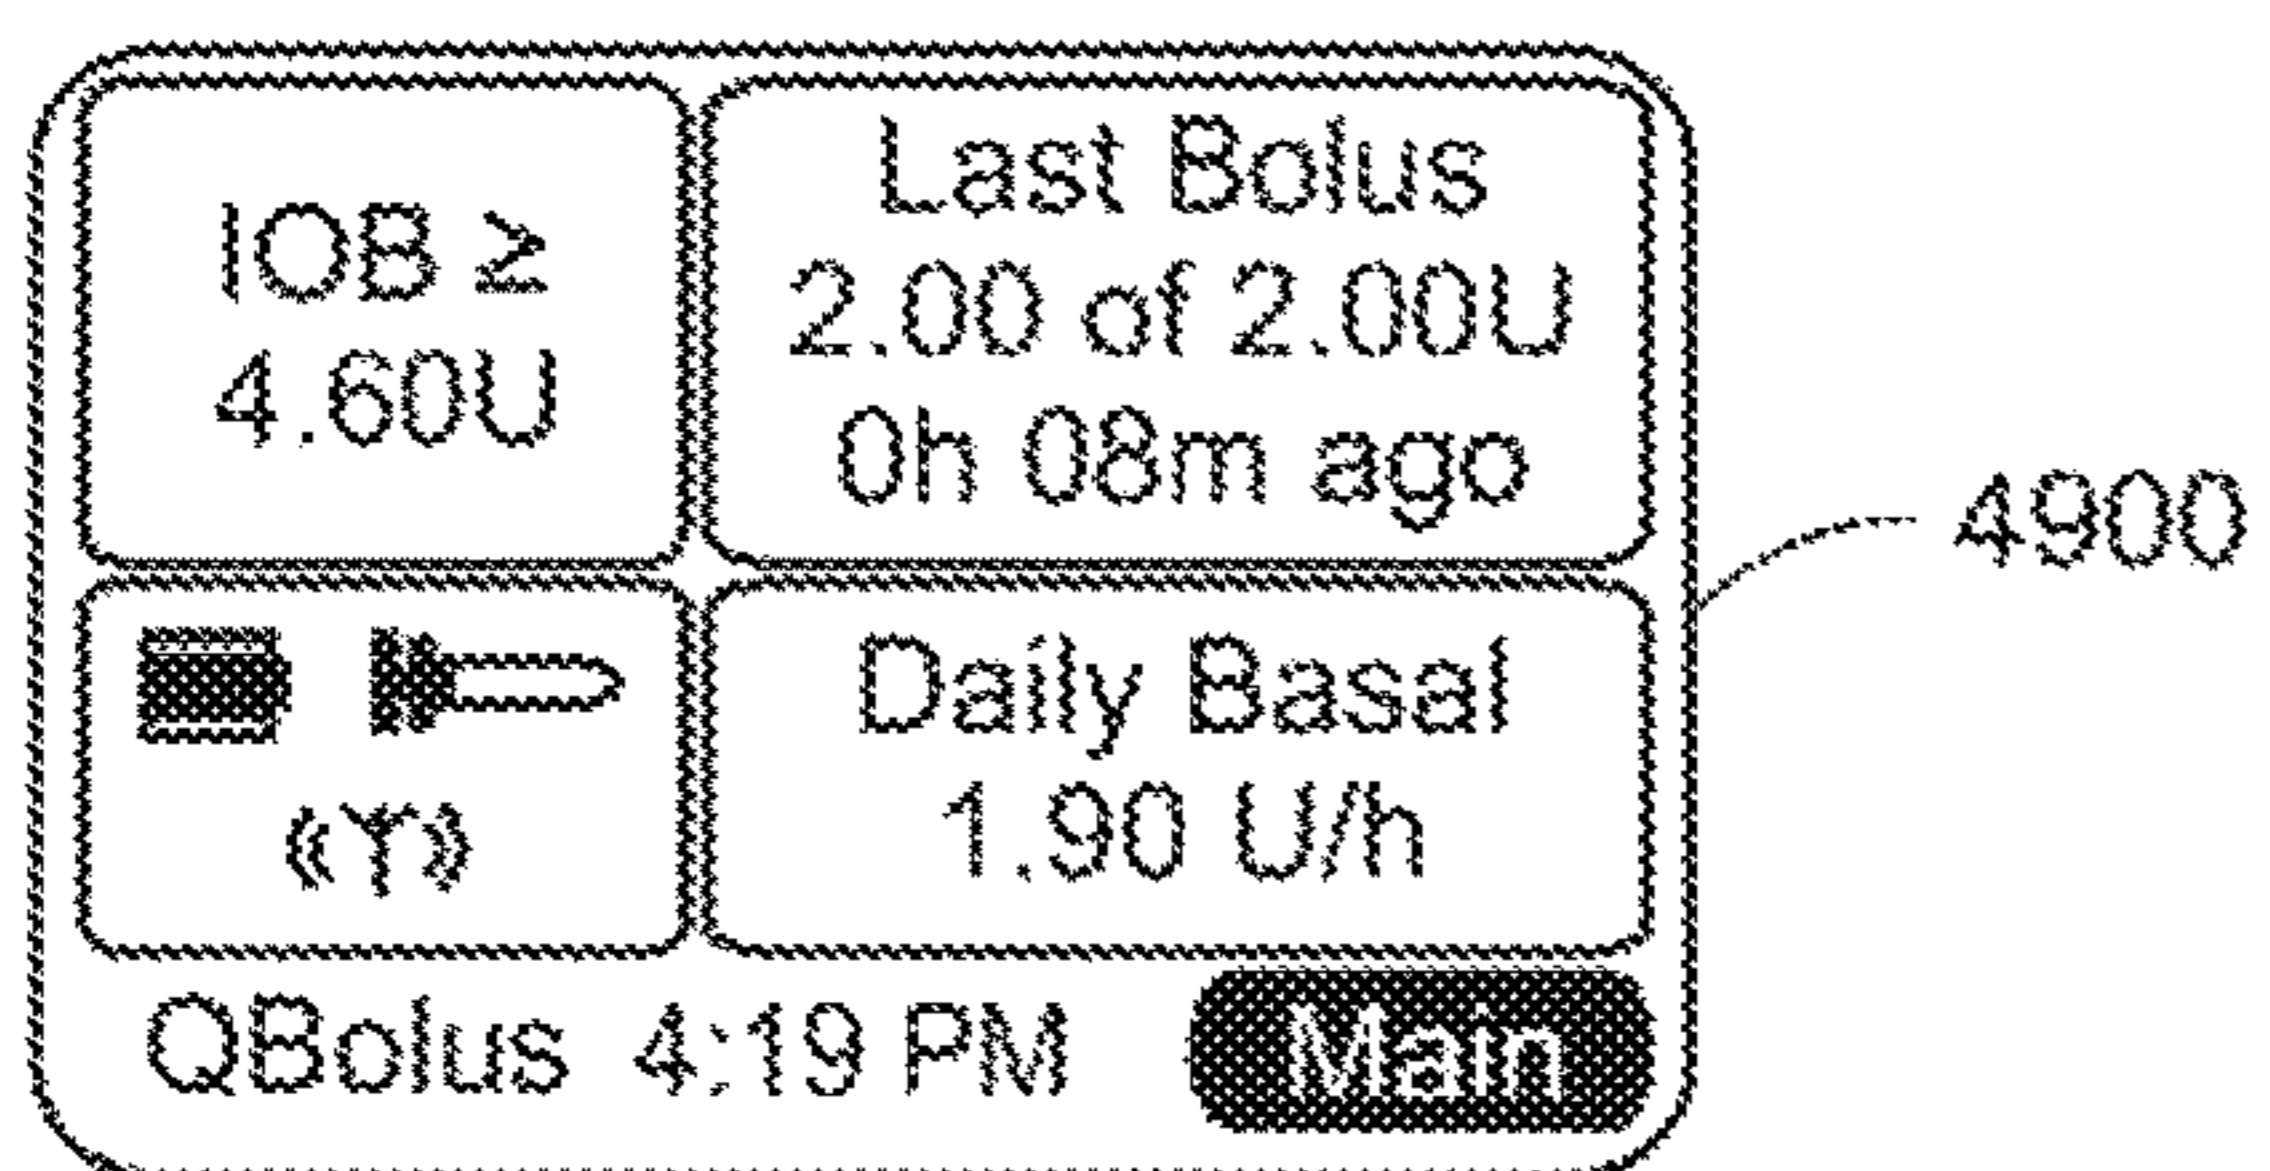 IOB ≥
4.60U
Last Bolus
2.00 of 2.00U
0h 08m ago
4900
Daily Basal
1.90 U/h
QBolus 4:19 PM Main